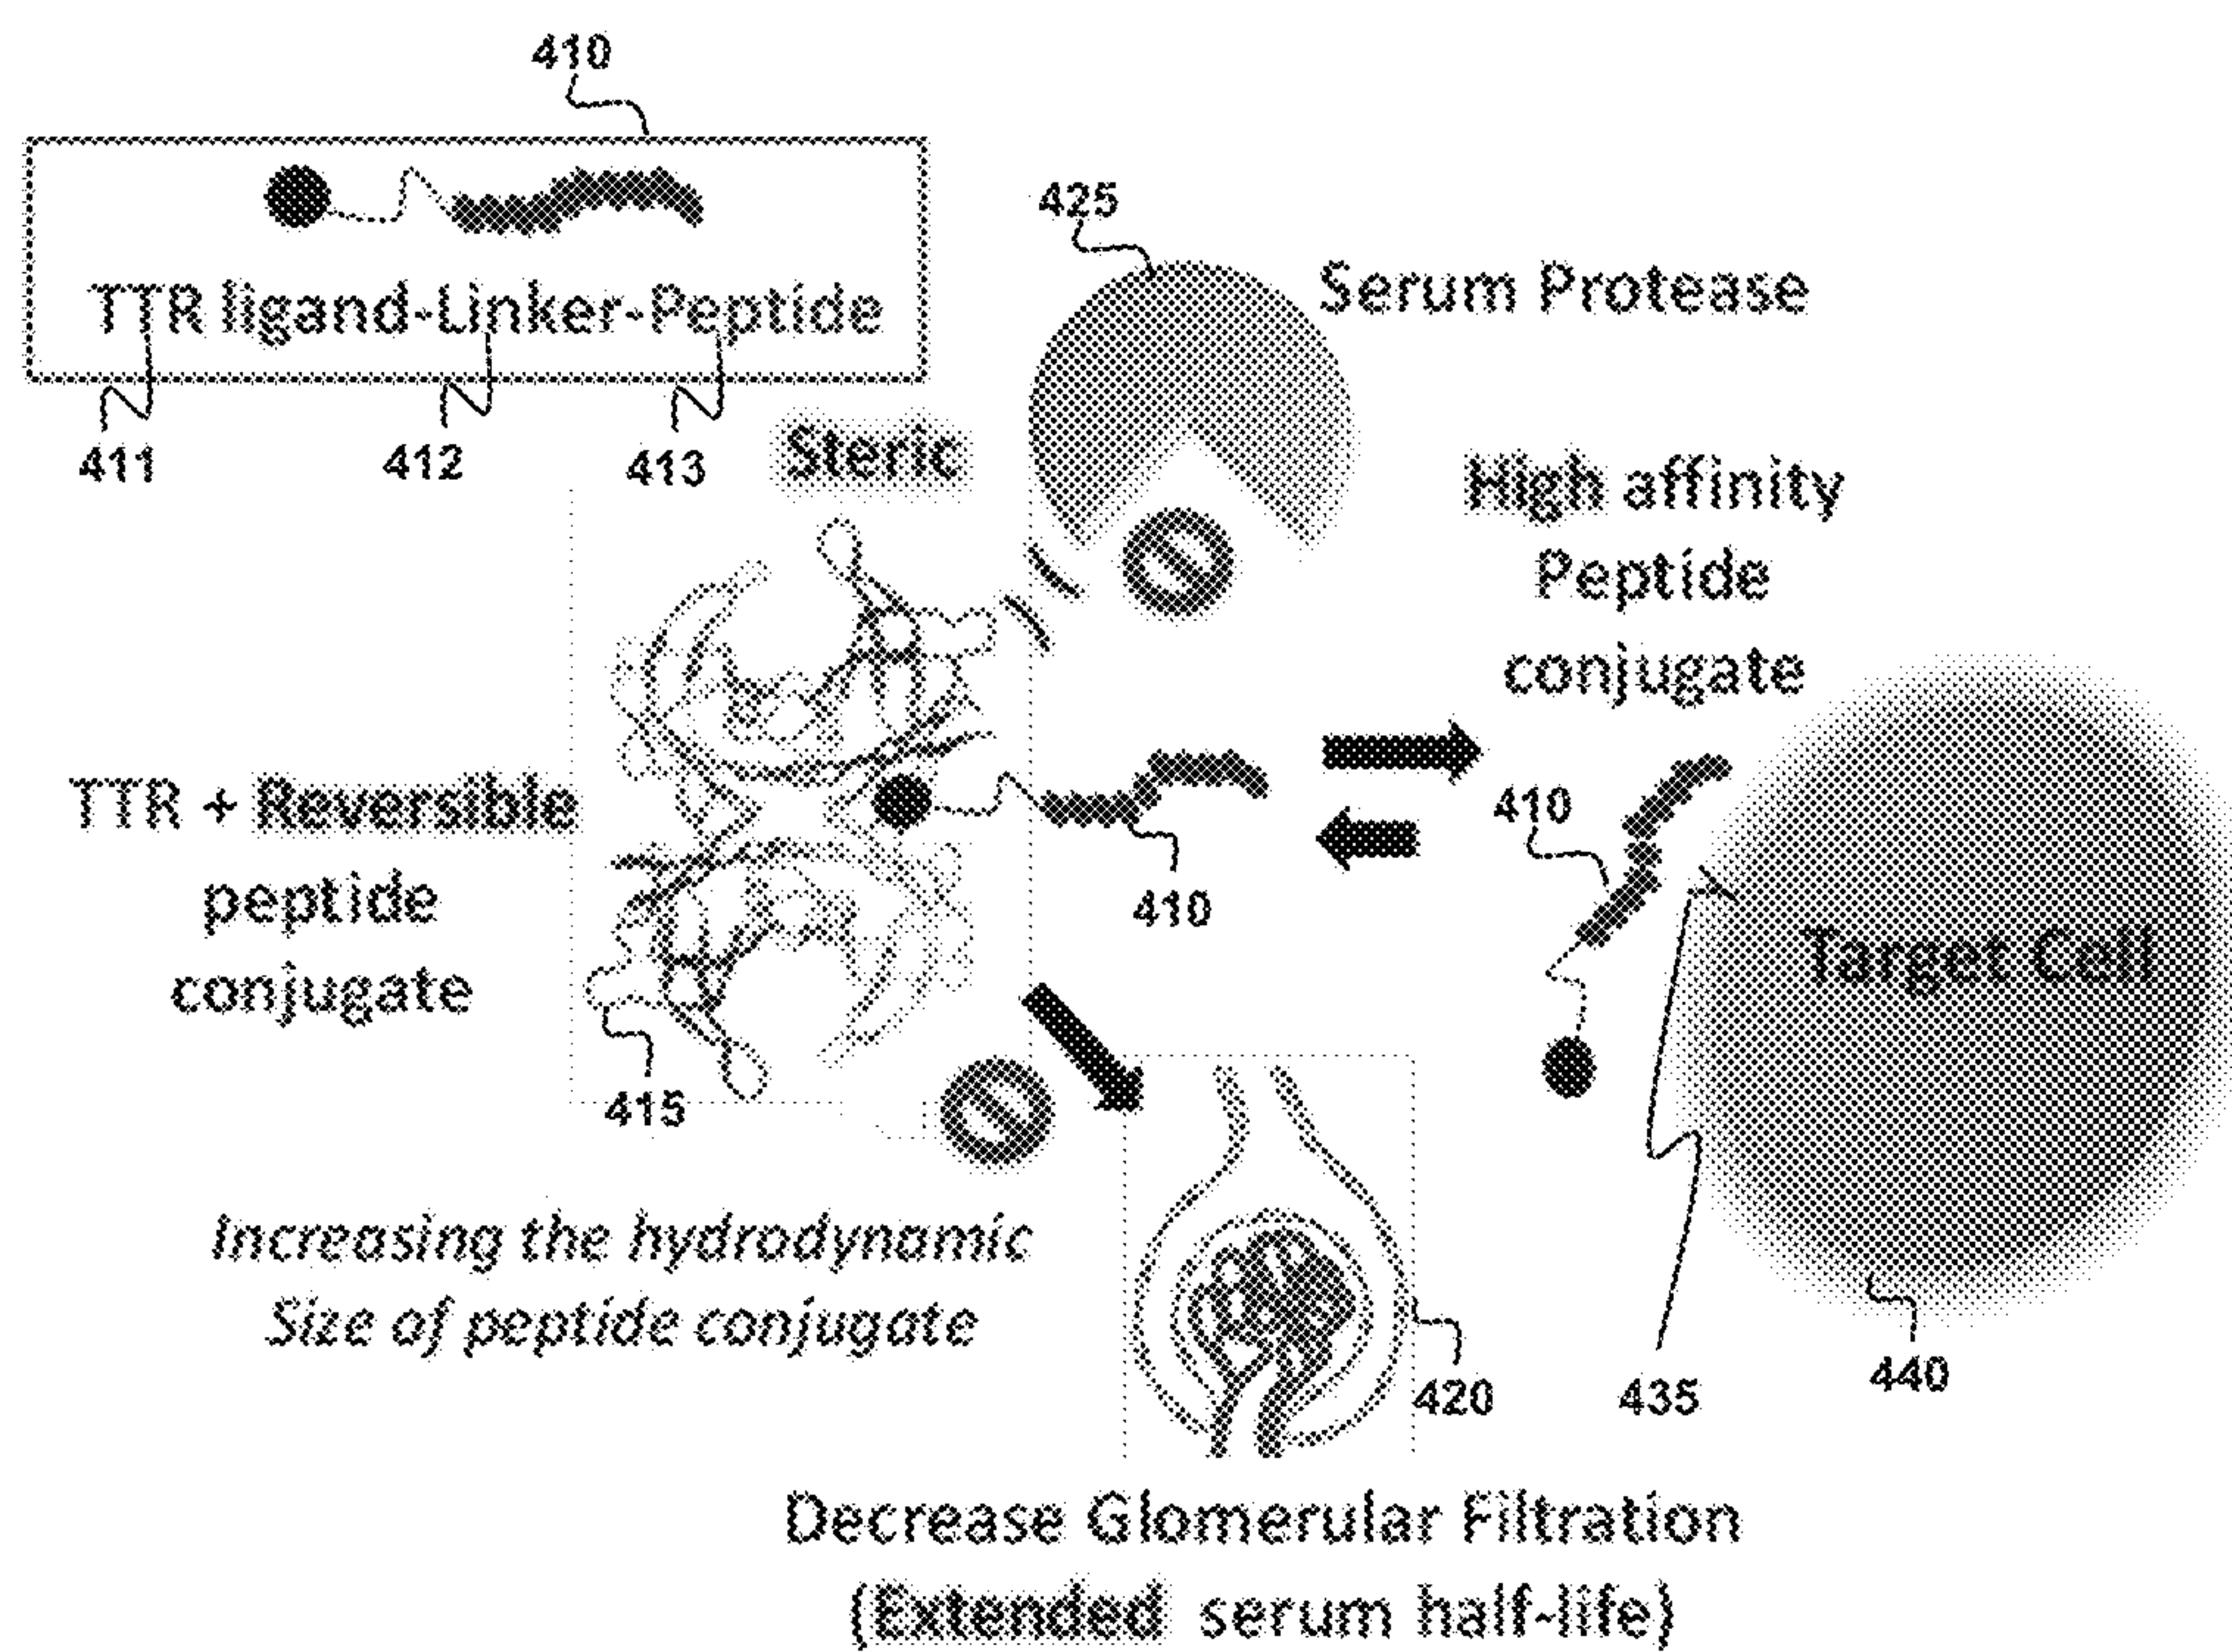 410
TTR ligand-Linker-Peptide
411
412
413
425
Serum Protease
Steric
High affinity
Peptide
conjugate
TTR + Reversible
peptide
conjugate
410
410
Target Cell
415
Increasing the hydrodynamic
Size of peptide conjugate
420
435
440
Decrease Glomerular Filtration
(Extended serum half-life)